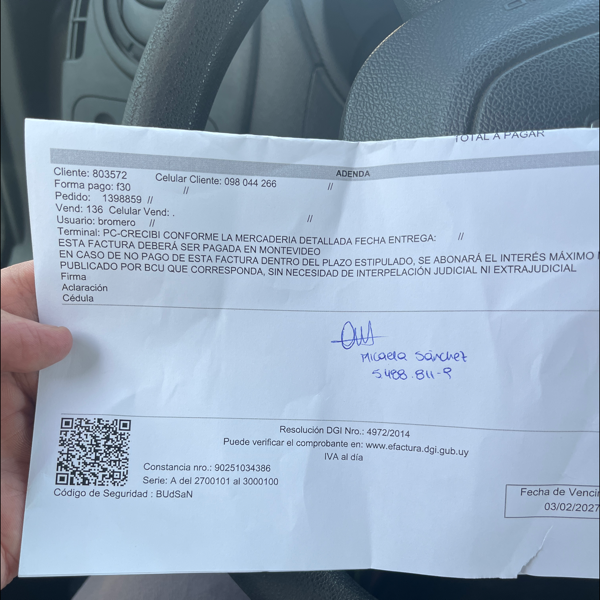 TOTAL A PAGAR
ADENDA
Cliente: 803572 Celular Cliente: 098 044 266 //
Forma pago: f30 //
Pedido: 1398859 //
Vend: 136 Celular Vend: . //
Usuario: bromero //
Terminal: PC-CRECIBI CONFORME LA MERCADERIA DETALLADA FECHA ENTREGA: //
ESTA FACTURA DEBERÁ SER PAGADA EN MONTEVIDEO
EN CASO DE NO PAGO DE ESTA FACTURA DENTRO DEL PLAZO ESTIPULADO, SE ABONARÁ EL INTERÉS MÁXIMO
PUBLICADO POR BCU QUE CORRESPONDA, SIN NECESIDAD DE INTERPELACIÓN JUDICIAL NI EXTRAJUDICIAL
Firma
Aclaración
Cédula
Micaela Sánchez
5488.811-9
Resolución DGI Nro.: 4972/2014
Puede verificar el comprobante en: www.efactura.dgi.gub.uy
IVA al día
Constancia nro.: 90251034386
Serie: A del 2700101 al 3000100
Código de Seguridad : BUdSaN
Fecha de Venci
03/02/2027